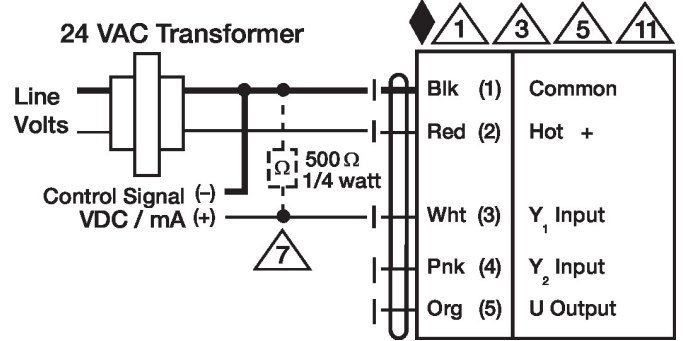 1 3 5 11
24 VAC Transformer
Line
Volts
Blk (1) Common
Red (2) Hot +
Ω 500 Ω
1/4 watt
Control Signal (–)
VDC / mA (+)
Wht (3) Y1 Input
7
Pnk (4) Y2 Input
Org (5) U Output